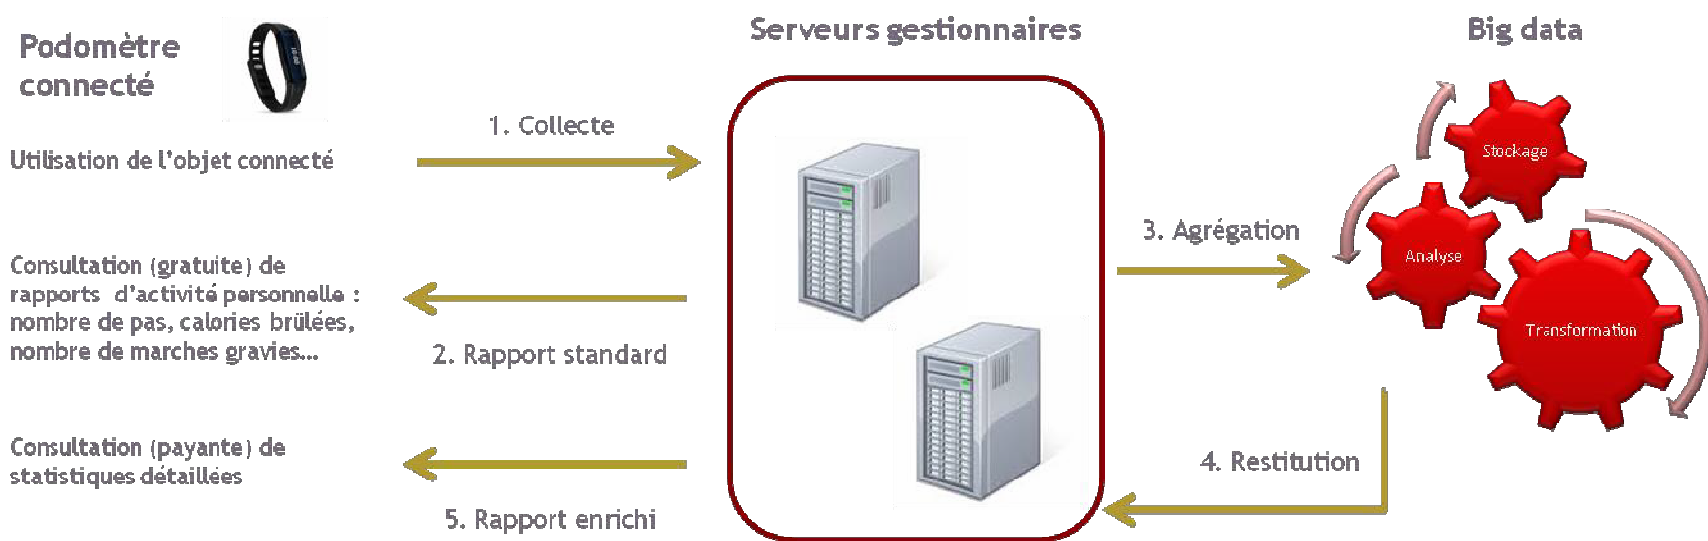 Podomètre
connecté
Serveurs gestionnaires
Big data
1. Collecte
Utilisation de l'objet connecté
Stockage
3. Agrégation
Analyse
Consultation (gratuite) de
rapports d'activité personnelle :
nombre de pas, calories brûlées,
nombre de marches gravies...
2. Rapport standard
Transformation
Consultation (payante) de
statistiques détaillées
4. Restitution
5. Rapport enrichi